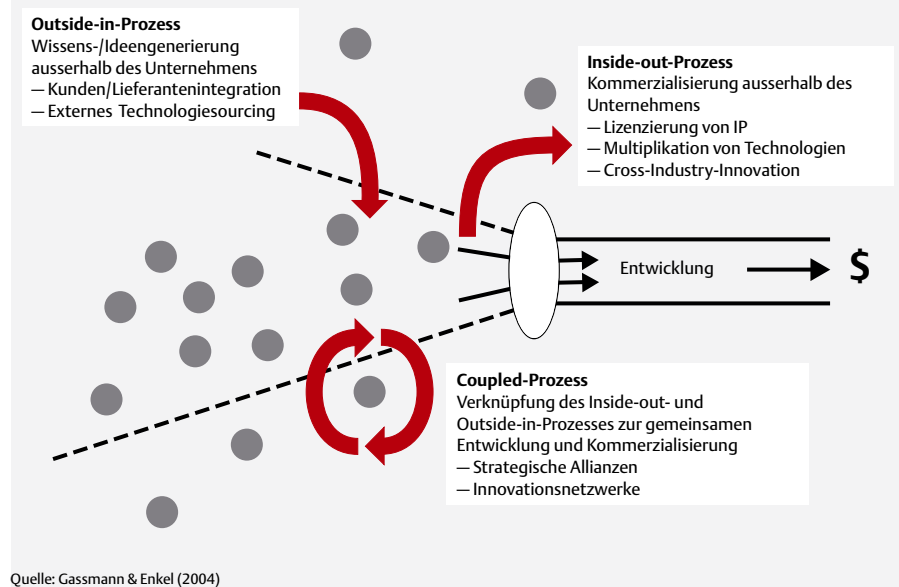 Outside-in-Prozess
Wissens-/Ideengenerierung
ausserhalb des Unternehmens
— Kunden/Lieferantenintegration
— Externes Technologiesourcing
Inside-out-Prozess
Kommerzialisierung ausserhalb des
Unternehmens
— Lizenzierung von IP
— Multiplikation von Technologien
— Cross-Industry-Innovation
Entwicklung
$
Coupled-Prozess
Verknüpfung des Inside-out- und
Outside-in-Prozesses zur gemeinsamen
Entwicklung und Kommerzialisierung
— Strategische Allianzen
— Innovationsnetzwerke
Quelle: Gassmann & Enkel (2004)